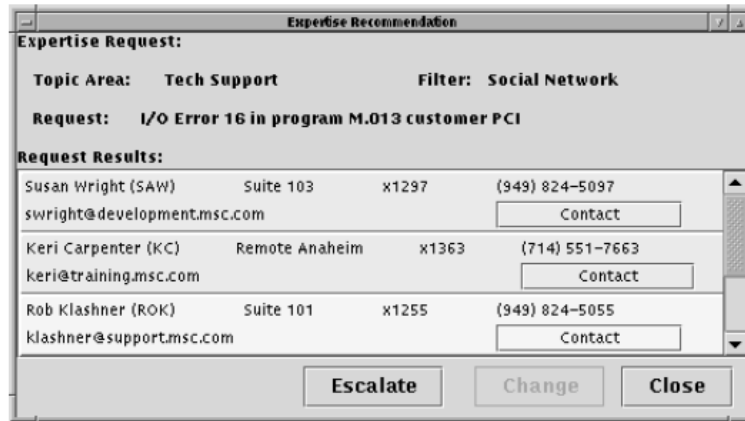 Expertise Recommendation
Expertise Request:
Topic Area: Tech Support Filter: Social Network
Request: I/O Error 16 in program M.013 customer PCI
Request Results:
Susan Wright (SAW) Suite 103 x1297 (949) 824-5097
swright@development.msc.com Contact
Keri Carpenter (KC) Remote Anaheim x1363 (714) 551-7663
keri@training.msc.com Contact
Rob Klashner (ROK) Suite 101 x1255 (949) 824-5055
klashner@support.msc.com Contact
Escalate Change Close